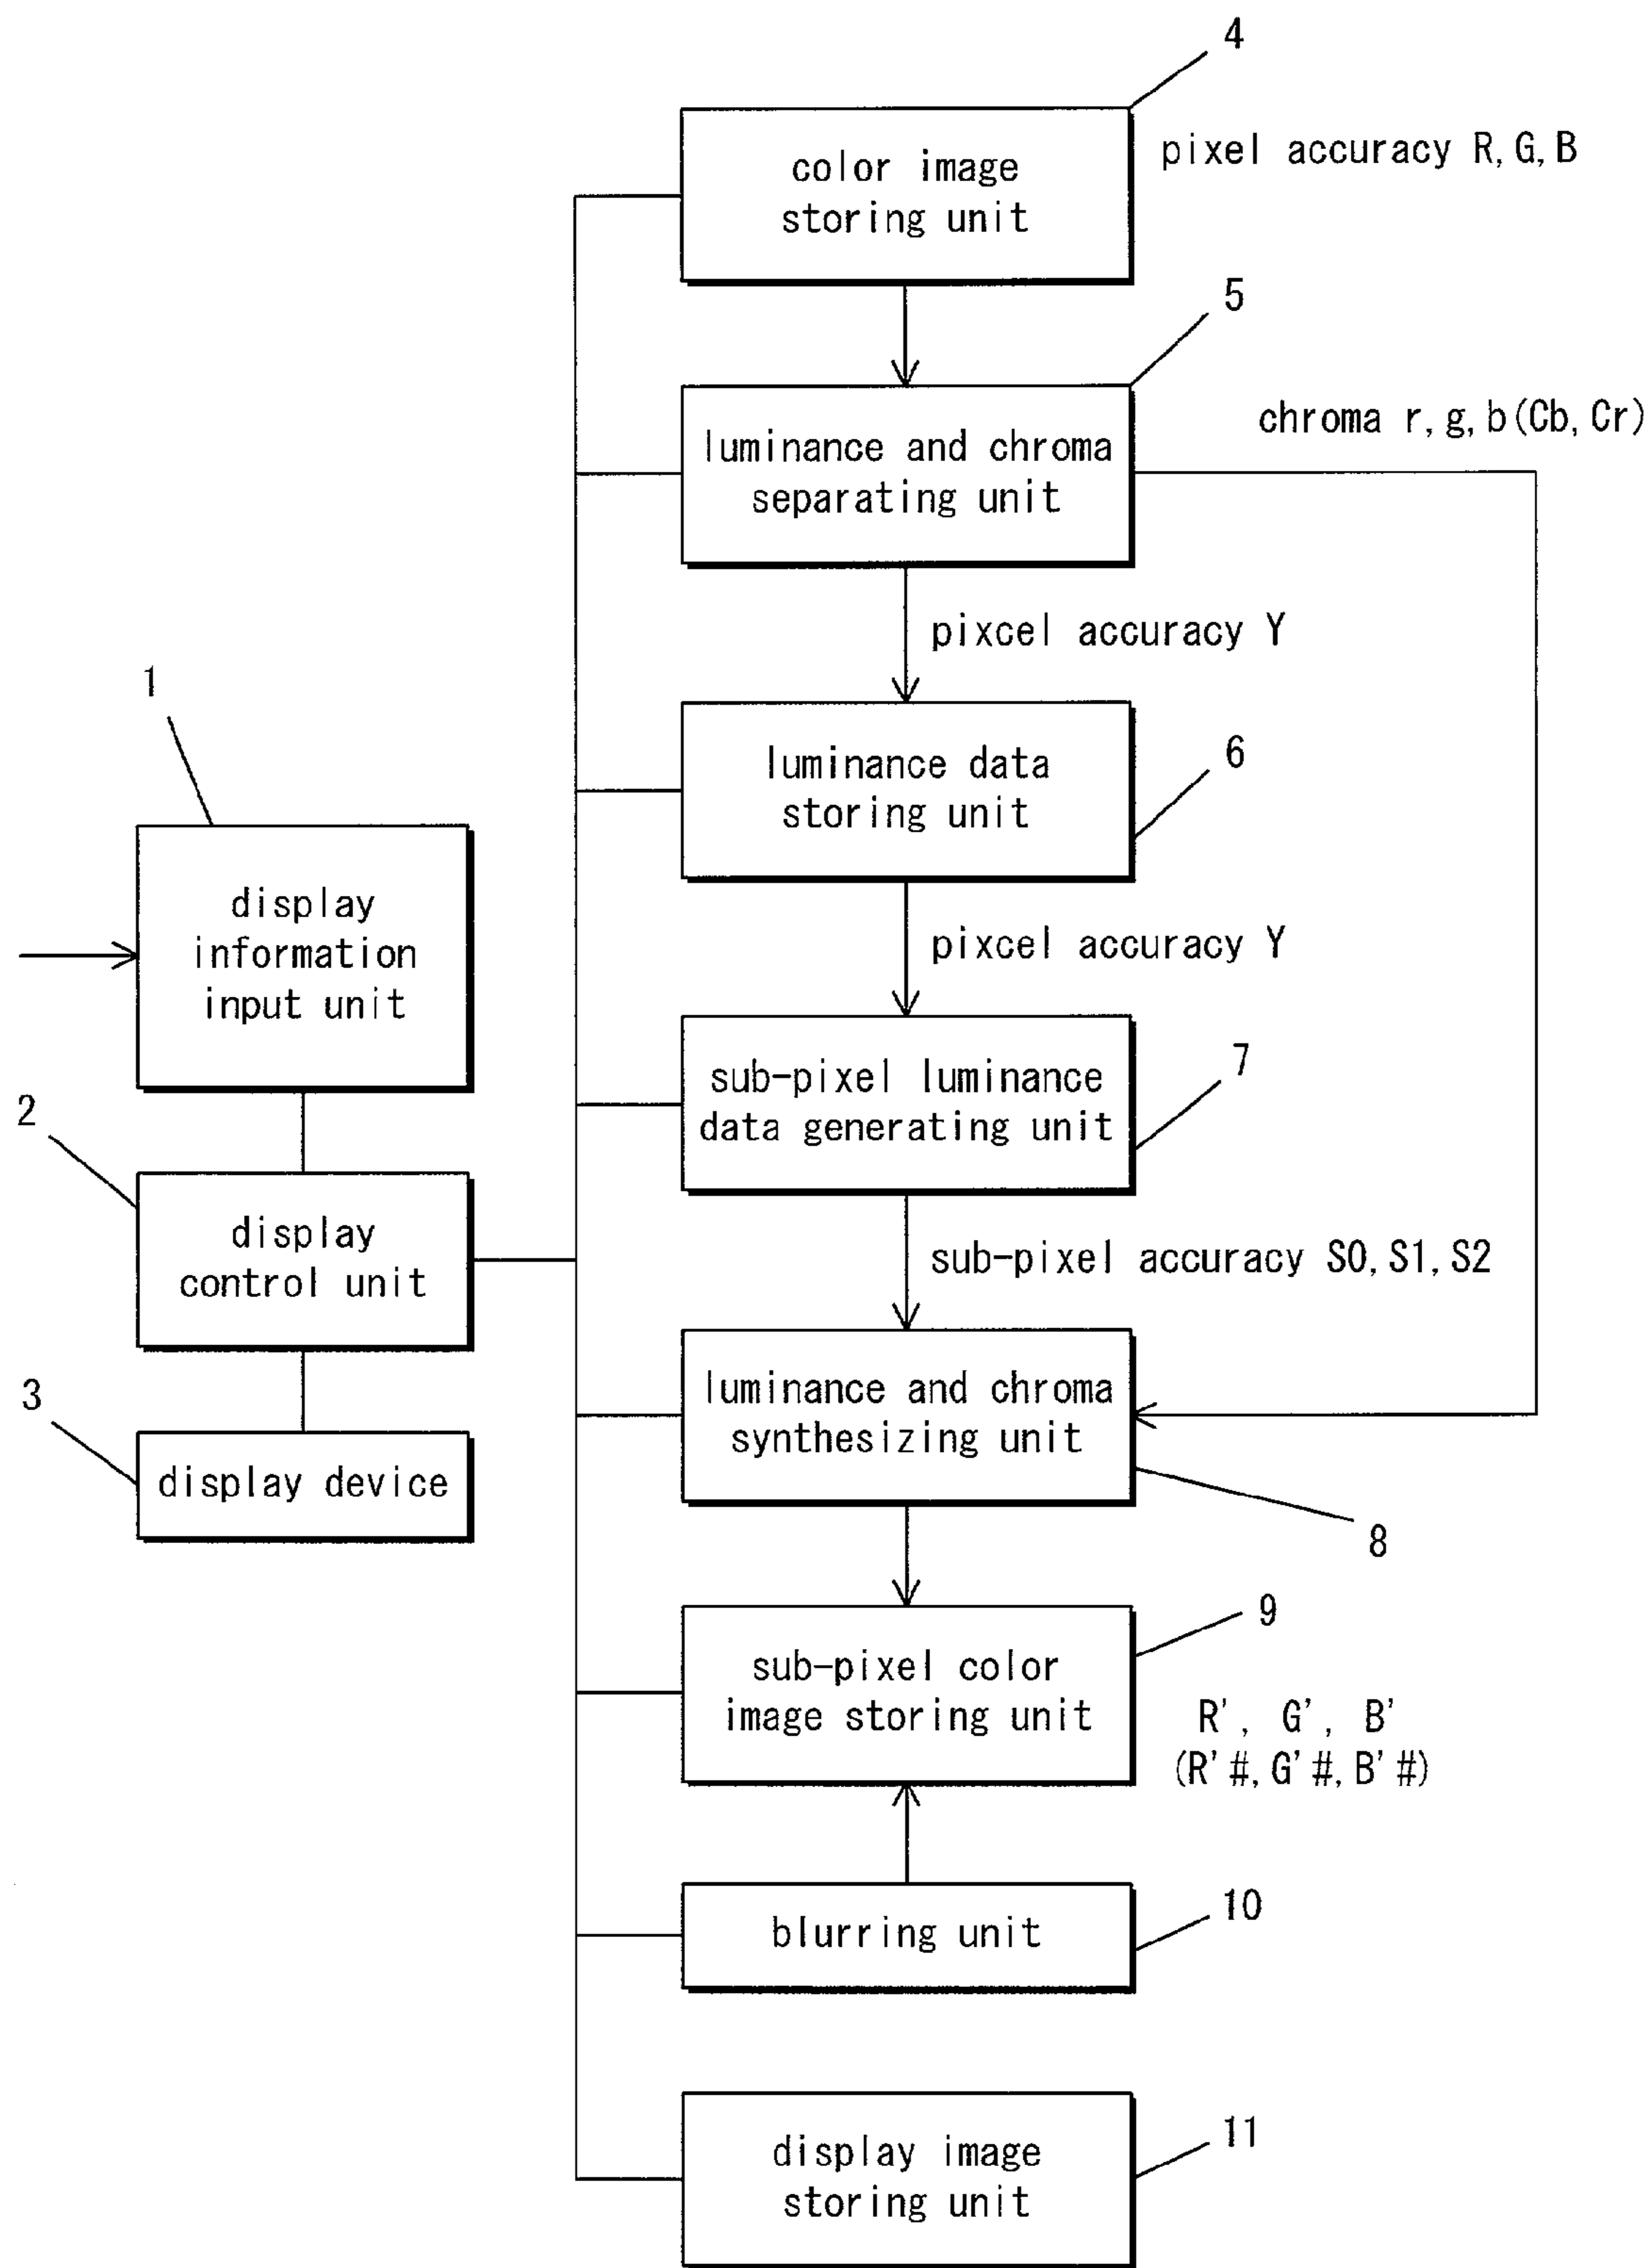 4
color image
storing unit
pixel accuracy R, G, B
5
luminance and chroma
separating unit
chroma r, g, b (Cb, Cr)
pixcel accuracy Y
1
display
information
input unit
luminance data
storing unit
6
pixcel accuracy Y
2
display
control unit
sub-pixel luminance
data generating unit
7
sub-pixel accuracy S0, S1, S2
3
display device
luminance and chroma
synthesizing unit
8
sub-pixel color
image storing unit
9
R', G', B'
(R'#, G'#, B'#)
blurring unit
10
display image
storing unit
11